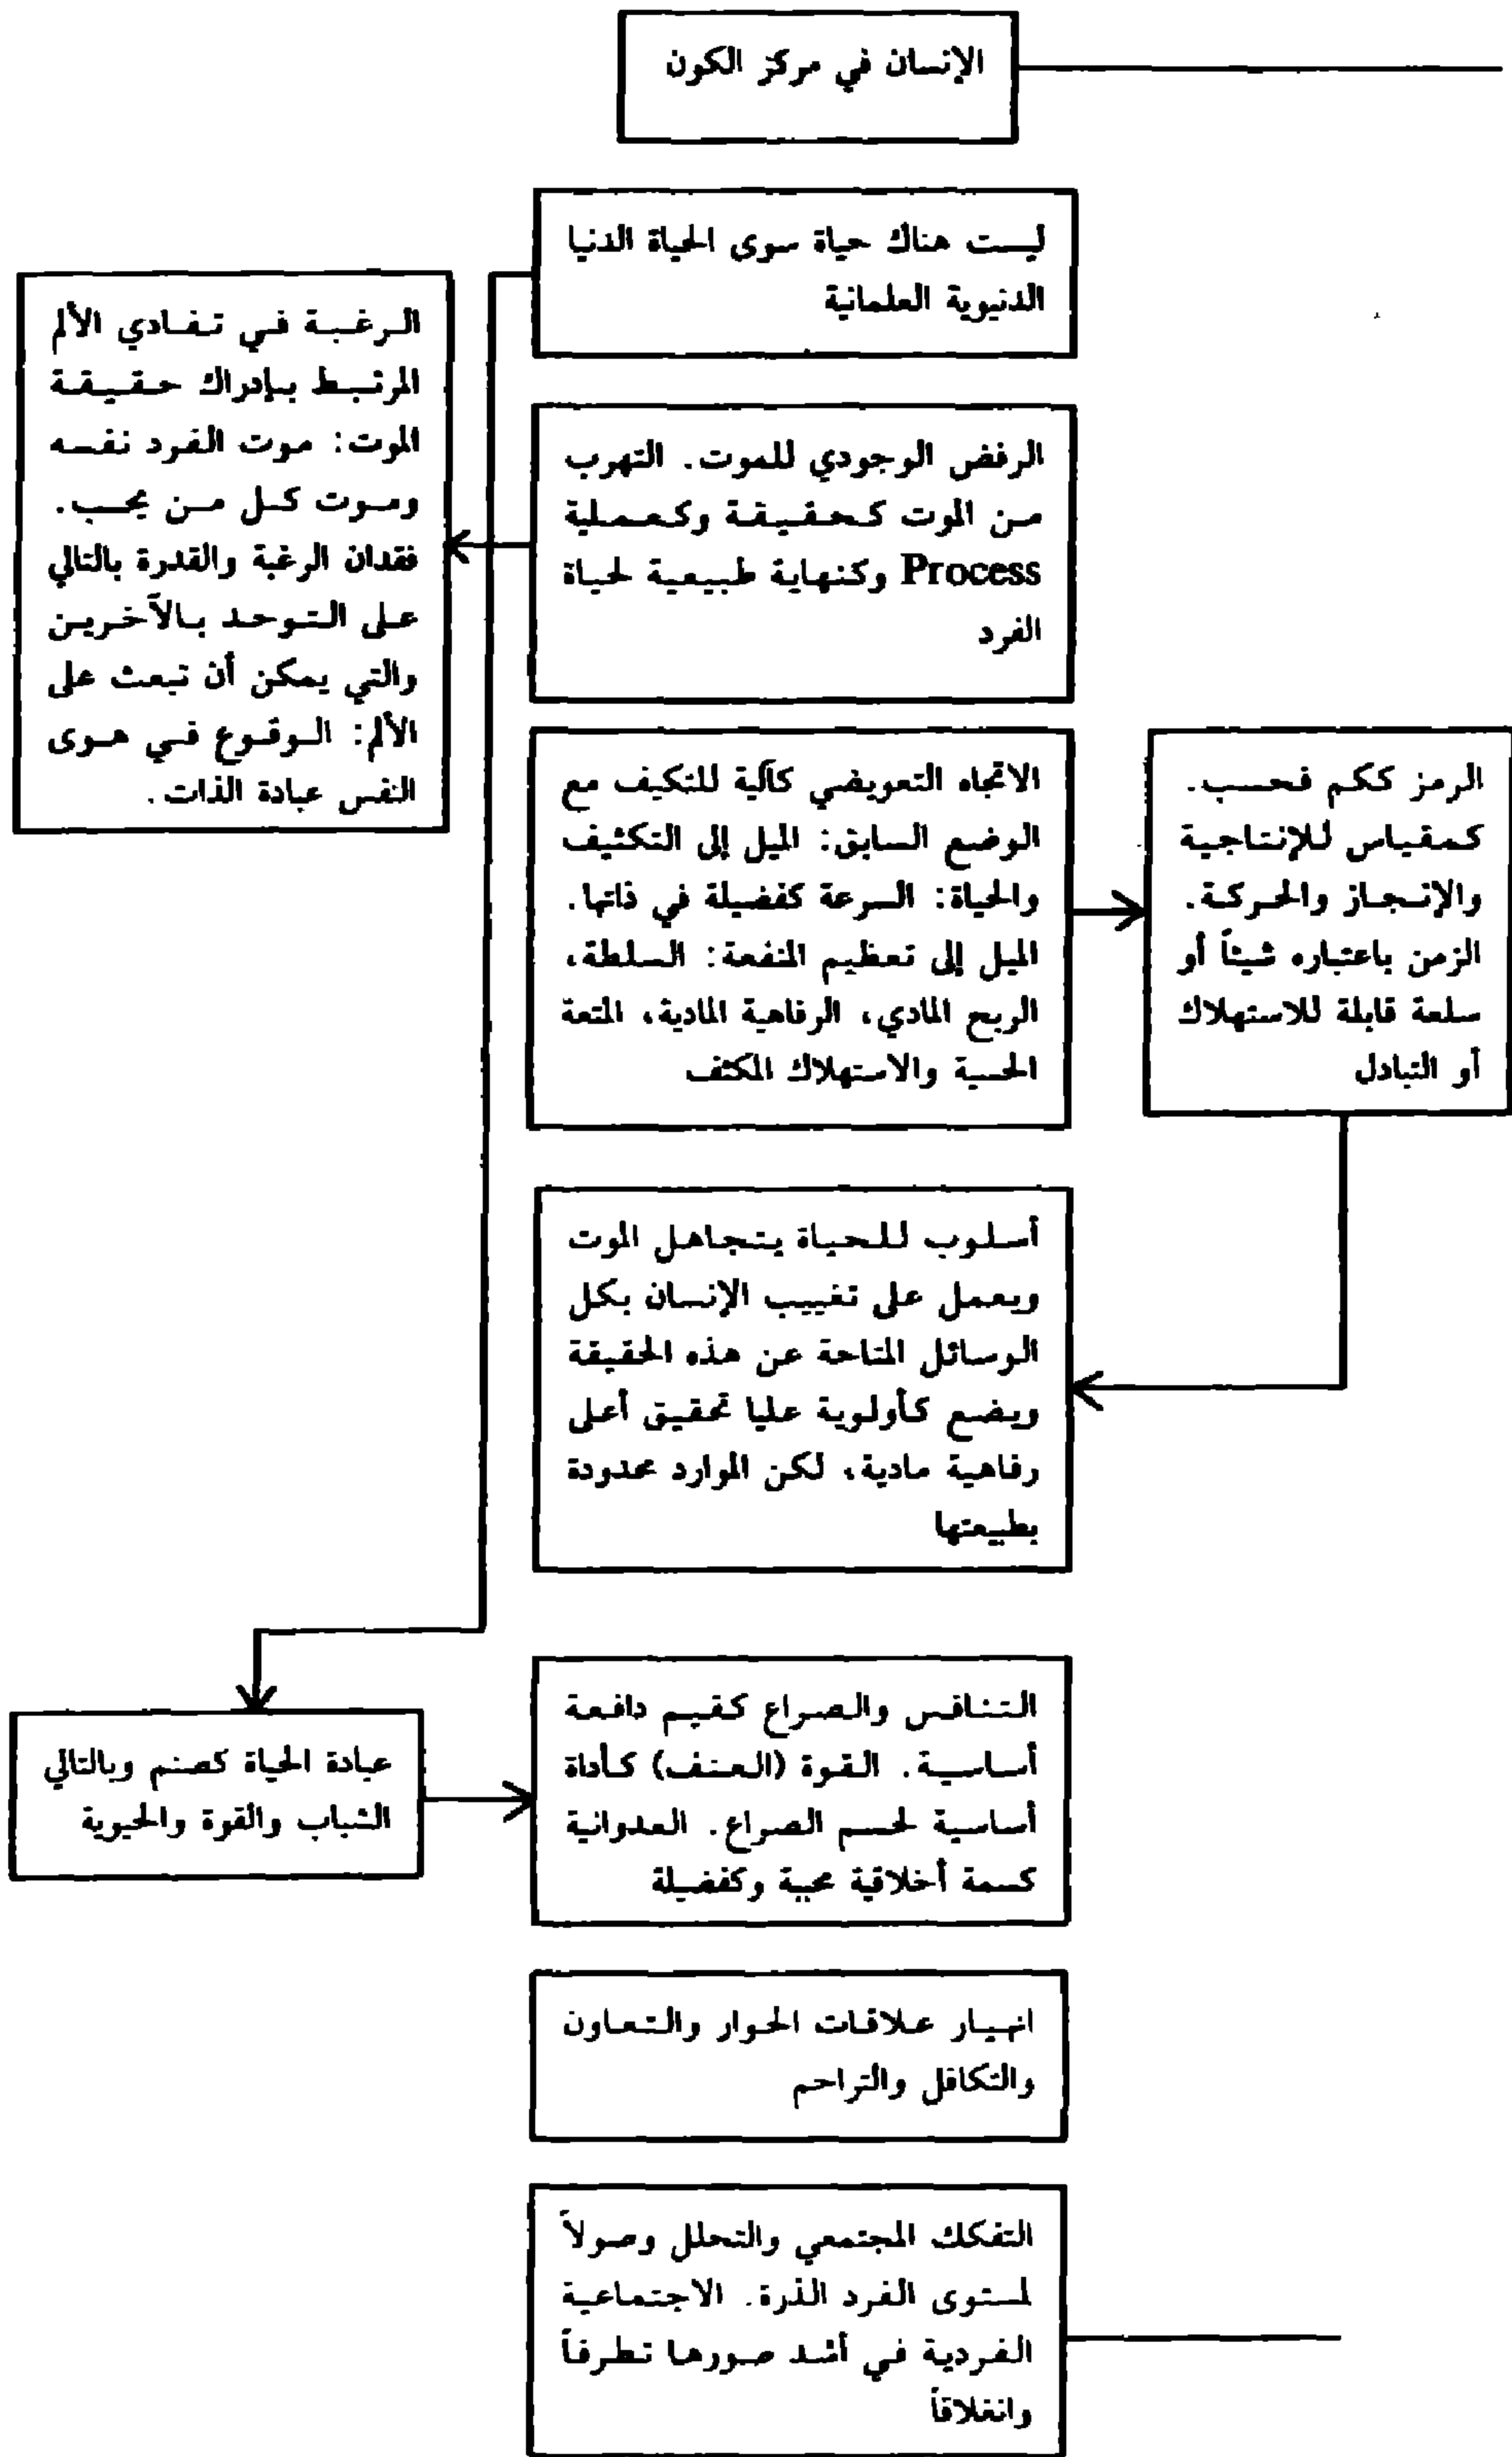 الإنسان في مركز الكون
ليست هناك حياة سوى الحياة الدنيا
الدنيوية العلمانية
الرغبة في تفادي الألم
المرتبط بإدراك حقيقة
الموت: موت الفرد نفسه
وموت كل من يحب.
فقدان الرغبة والقدرة بالتالي
على التوحد بالآخرين
والتي يمكن أن تبعث على
الألم: الوقوع في هوى
النفس عبادة الذات.
الرفض الوجودي للموت. التهرب
من الموت كحقيقة وكعملية
Process وكنهاية طبيعية لحياة
الفرد
الاتجاه التعويضي كآلية للتكيف مع
الوضع السابق: الميل إلى التكثيف
والحياة: السرعة كفضيلة في ذاتها.
الميل إلى تعظيم المنفعة: السلطة،
الربح المادي، الرفاهية المادية، المتعة
الحسية والاستهلاك المكثف
الرمز ككم فحسب.
كمقياس للإنتاجية
والإنجاز والحركة.
الزمن باعتباره شيئاً أو
سلعة قابلة للاستهلاك
أو التبادل
أسلوب للحياة يتجاهل الموت
ويعمل على تغييب الإنسان بكل
الوسائل المتاحة عن هذه الحقيقة
ويضع كأولوية عليا تحقيق أعلى
رفاهية مادية، لكن الموارد محدودة
بطبيعتها
عبادة الحياة كصنم وبالتالي
الشباب والقوة والحيوية
التنافس والصراع كقيم دافعة
أساسية. القوة (العنف) كأداة
أساسية لحسم الصراع. العدوانية
كسمة أخلاقية محببة وكفضيلة
انهيار علاقات الحوار والتعاون
والتكافل والتراحم
التفكك المجتمعي والتحلل وصولاً
لمستوى الفرد الذرة. الاجتماعية
الفردية في أشد صورها تطرفاً
وانغلاقاً